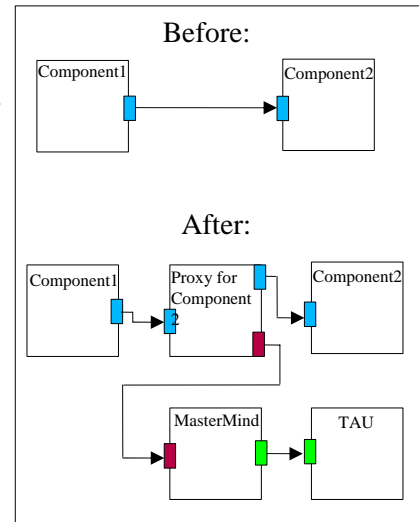 Before:
Component1
Component2
After:
Component1
Proxy for
Component
2
Component2
MasterMind
TAU